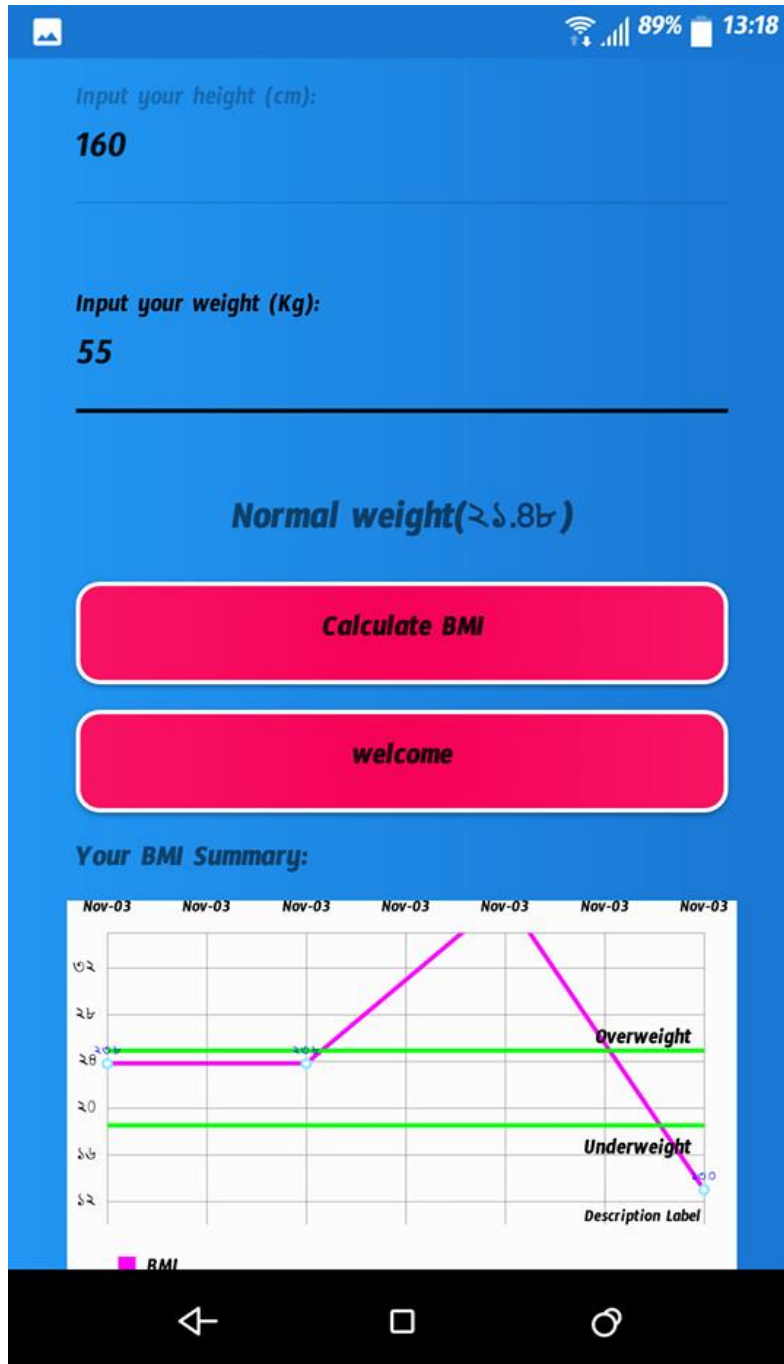 89% 13:18
Input your height (cm):
160
Input your weight (Kg):
55
Normal weight(২১.৪৮)
Calculate BMI
welcome
Your BMI Summary:
Nov-03 Nov-03 Nov-03 Nov-03 Nov-03 Nov-03 Nov-03
৩২
২৮
Overweight
২৪
২০
Underweight
১৬
১২
Description Label
BMI